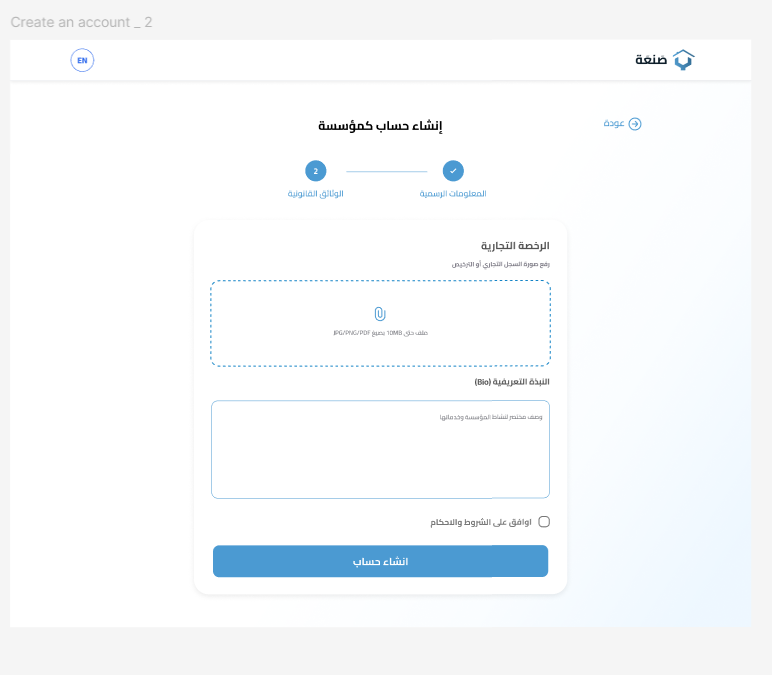 Create an account _ 2
صنعة
EN
عودة
إنشاء حساب كمؤسسة
2
المعلومات الرسمية
الوثائق القانونية
الرخصة التجارية
رفع صورة السجل التجاري أو الترخيص
ملف حتى 10MB بصيغ JPG/PNG/PDF
النبذة التعريفية (Bio)
وصف مختصر لنشاط المؤسسة وخدماتها
اوافق على الشروط والاحكام
انشاء حساب